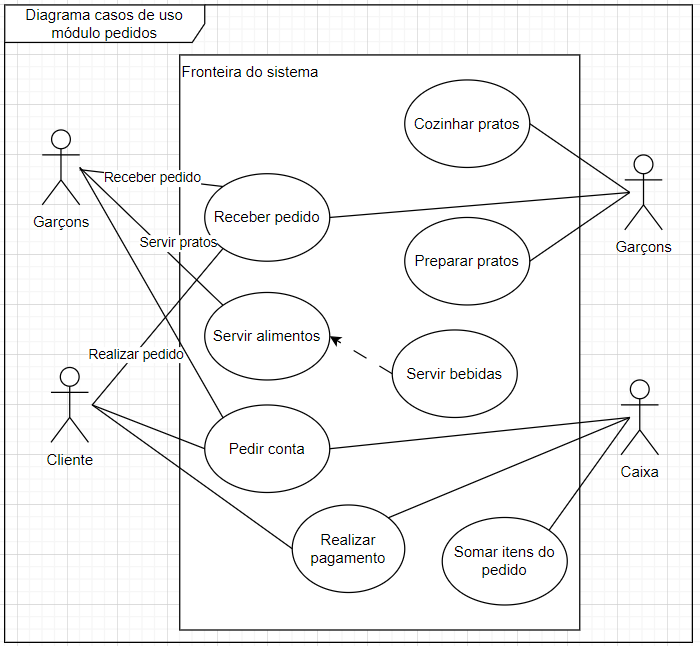 Diagrama casos de uso
módulo pedidos
Fronteira do sistema
Cozinhar pratos
Garçons
Receber pedido
Receber pedido
Garçons
Servir pratos
Preparar pratos
Servir alimentos
Realizar pedido
Servir bebidas
Cliente
Pedir conta
Caixa
Realizar
pagamento
Somar itens do
pedido